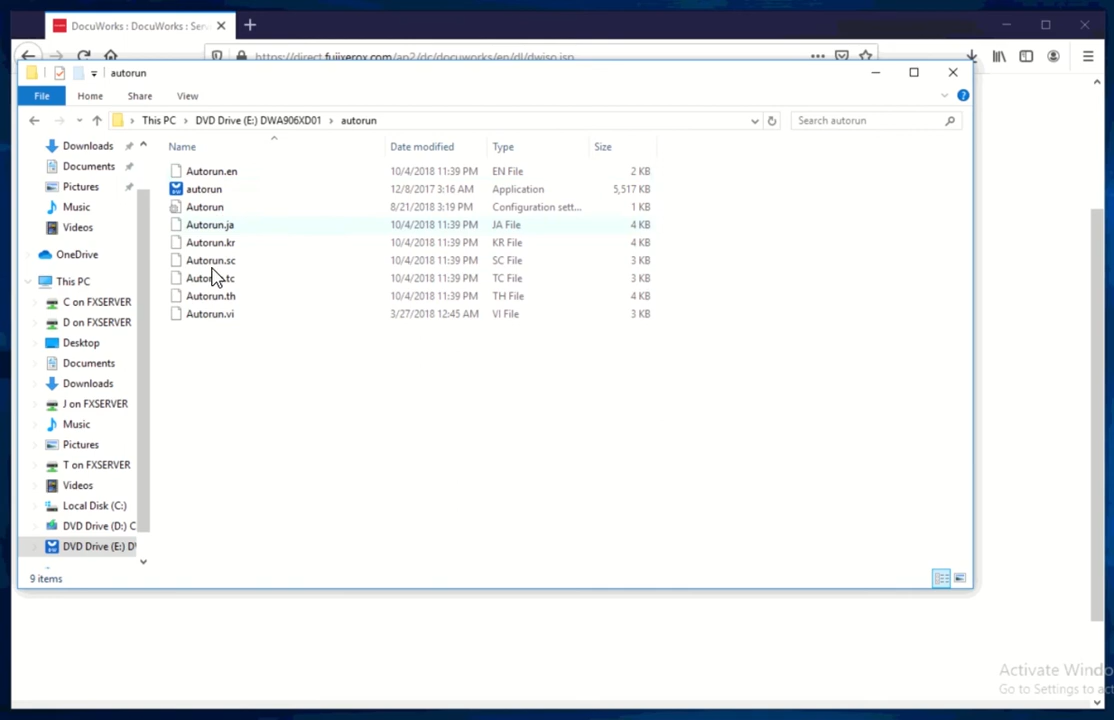 DocuWorks : DocuWorks : Serv
https://direct.fujixerox.com/ap2/dc/docuworks/en/dl/dwiso.jsp
autorun
File Home Share View
This PC DVD Drive (E:) DWA906XD01 autorun
Search autorun
Name Date modified Type Size
Autorun.en 10/4/2018 11:39 PM EN File 2 KB
autorun 12/8/2017 3:16 AM Application 5,517 KB
Autorun 8/21/2018 3:19 PM Configuration sett... 1 KB
Autorun.ja 10/4/2018 11:39 PM JA File 4 KB
Autorun.kr 10/4/2018 11:39 PM KR File 4 KB
Autorun.sc 10/4/2018 11:39 PM SC File 3 KB
Autorun.tc 10/4/2018 11:39 PM TC File 3 KB
Autorun.th 10/4/2018 11:39 PM TH File 4 KB
Autorun.vi 3/27/2018 12:45 AM VI File 3 KB
Downloads
Documents
Pictures
Music
Videos
OneDrive
This PC
C on FXSERVER
D on FXSERVER
Desktop
Documents
Downloads
J on FXSERVER
Music
Pictures
T on FXSERVER
Videos
Local Disk (C:)
DVD Drive (D:) C
DVD Drive (E:) D
9 items
Activate Windo
Go to Settings to act